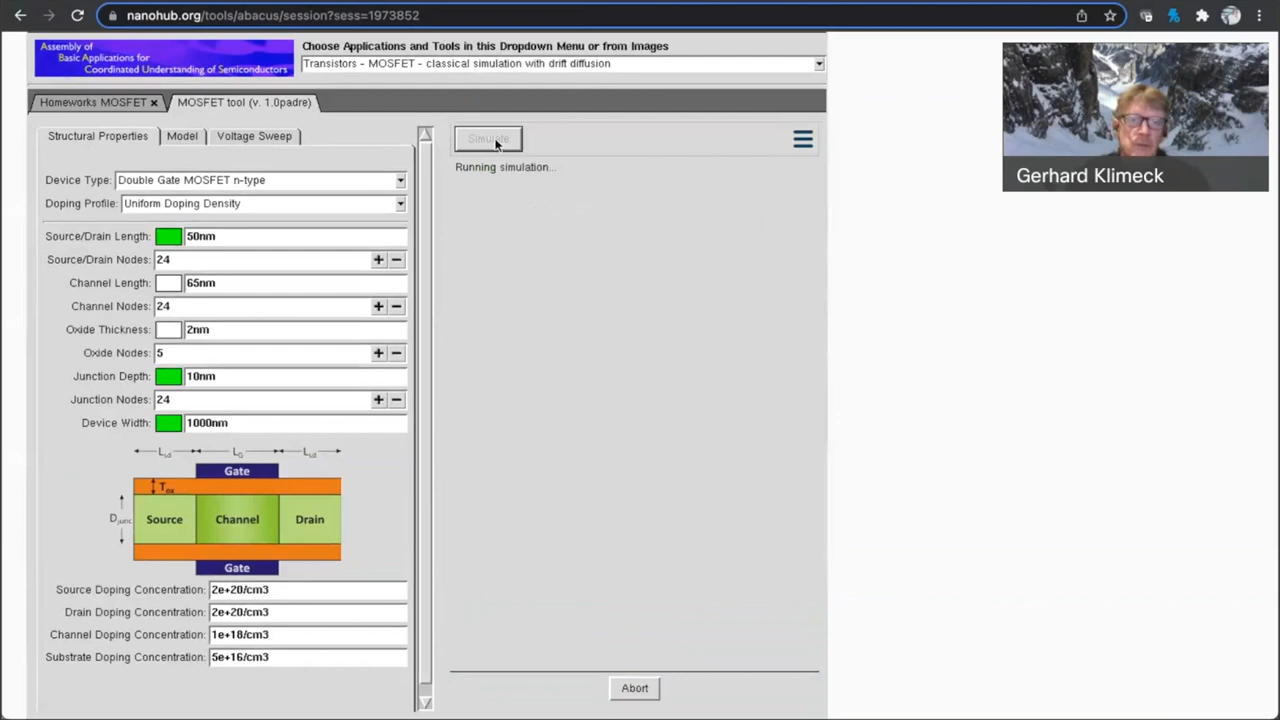 nanohub.org/tools/abacus/session?sess=1973852
Assembly of
Basic Applications for
Coordinated Understanding of Semiconductors
Choose Applications and Tools in this Dropdown Menu or from Images
Transistors - MOSFET - classical simulation with drift diffusion
Homeworks MOSFET ×
MOSFET tool (v. 1.0padre)
Structural Properties
Model
Voltage Sweep
Device Type: Double Gate MOSFET n-type
Doping Profile: Uniform Doping Density
Source/Drain Length: 50nm
Source/Drain Nodes: 24
Channel Length: 65nm
Channel Nodes: 24
Oxide Thickness: 2nm
Oxide Nodes: 5
Junction Depth: 10nm
Junction Nodes: 24
Device Width: 1000nm
Lsd LG Lsd
Gate
Tox
Djunc
Source Channel Drain
Gate
Source Doping Concentration: 2e+20/cm3
Drain Doping Concentration: 2e+20/cm3
Channel Doping Concentration: 1e+18/cm3
Substrate Doping Concentration: 5e+16/cm3
Simulate
Running simulation...
Abort
Gerhard Klimeck